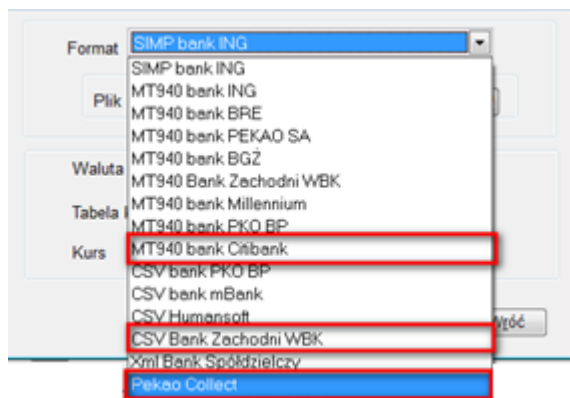 Format SIMP bank ING
SIMP bank ING
Plik MT940 bank ING
MT940 bank BRE
MT940 bank PEKAO SA
MT940 bank BGŻ
Waluta MT940 Bank Zachodni WBK
MT940 bank Millennium
Tabela MT940 bank PKO BP
Kurs MT940 bank Citibank
CSV bank PKO BP
CSV bank mBank
CSV Humansoft
CSV Bank Zachodni WBK Wróć
Xml Bank Spółdzielczy
Pekao Collect